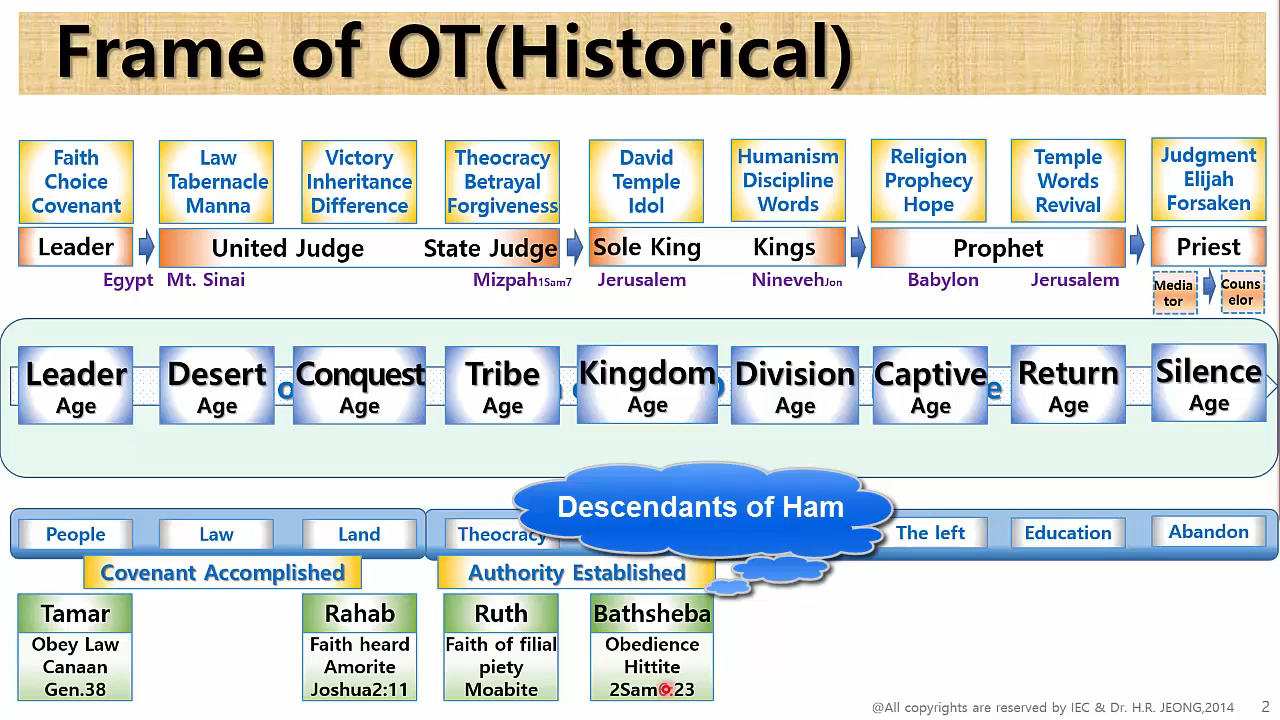 Frame of OT(Historical)
Faith
Choice
Covenant
Law
Tabernacle
Manna
Victory
Inheritance
Difference
Theocracy
Betrayal
Forgiveness
David
Temple
Idol
Humanism
Discipline
Words
Religion
Prophecy
Hope
Temple
Words
Revival
Judgment
Elijah
Forsaken
Leader
United Judge
State Judge
Sole King
Kings
Prophet
Priest
Egypt
Mt. Sinai
Mizpah1Sam7
Jerusalem
NinevehJon
Babylon
Jerusalem
Media
tor
Couns
elor
Leader
Age
Desert
Age
Conquest
Age
Tribe
Age
Kingdom
Age
Division
Age
Captive
Age
Return
Age
Silence
Age
Descendants of Ham
People
Law
Land
Theocracy
The left
Education
Abandon
Covenant Accomplished
Authority Established
Tamar
Obey Law
Canaan
Gen.38
Rahab
Faith heard
Amorite
Joshua2:11
Ruth
Faith of filial
piety
Moabite
Bathsheba
Obedience
Hittite
@All copyrights are reserved by IEC & Dr. H.R. JEONG,2014
2